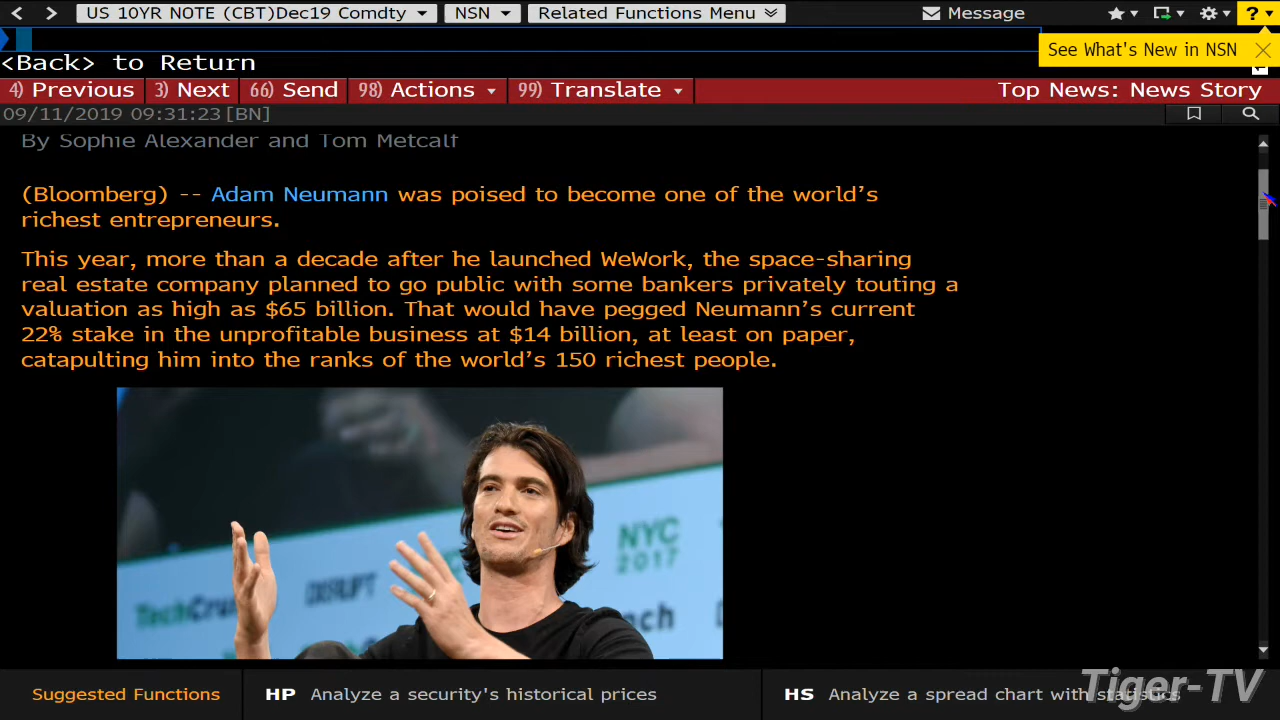 US 10YR NOTE (CBT)Dec19 Comdty NSN Related Functions Menu Message ?
See What's New in NSN
<Back> to Return
4) Previous 3) Next 66) Send 98) Actions 99) Translate Top News: News Story
09/11/2019 09:31:23 [BN]
By Sophie Alexander and Tom Metcalf
(Bloomberg) -- Adam Neumann was poised to become one of the world’s
richest entrepreneurs.
This year, more than a decade after he launched WeWork, the space-sharing
real estate company planned to go public with some bankers privately touting a
valuation as high as $65 billion. That would have pegged Neumann’s current
22% stake in the unprofitable business at $14 billion, at least on paper,
catapulting him into the ranks of the world’s 150 richest people.
NYC
2017
TechCrun
DISRUPT
nch
Suggested Functions HP Analyze a security's historical prices HS Analyze a spread chart with statistics
Tiger-TV